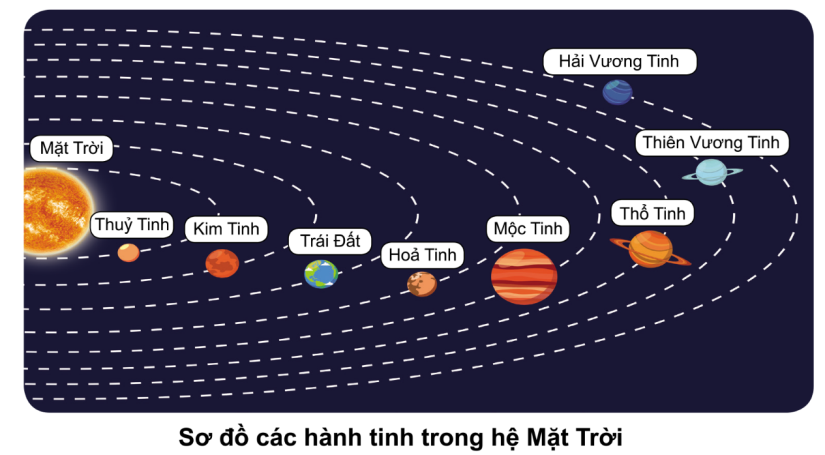 Hải Vương Tinh
Thiên Vương Tinh
Mặt Trời
Thuỷ Tinh
Kim Tinh
Trái Đất
Hoả Tinh
Mộc Tinh
Thổ Tinh
Sơ đồ các hành tinh trong hệ Mặt Trời